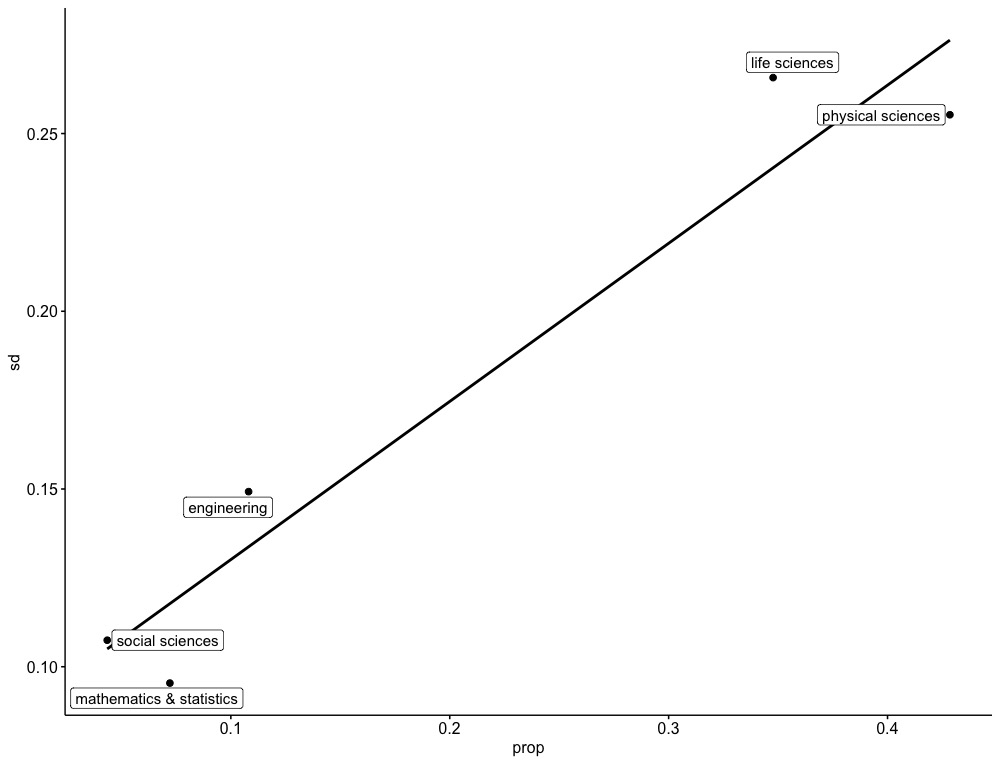 life sciences
physical sciences
0.25
0.20
sd
0.15
engineering
social sciences
0.10
mathematics & statistics
0.1 0.2 0.3 0.4
prop